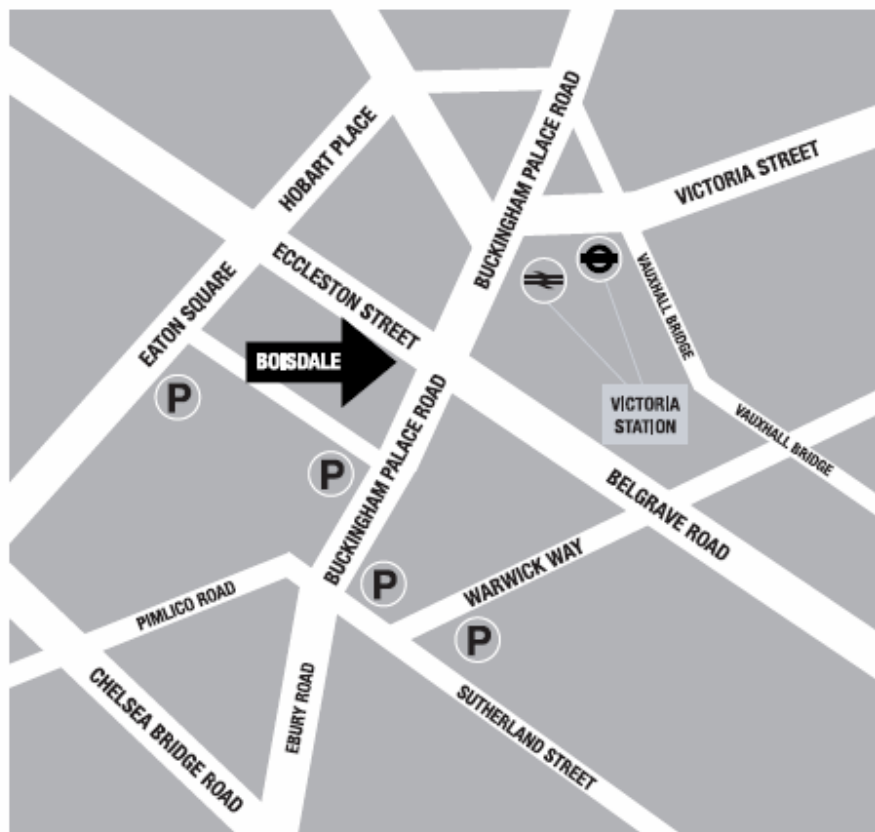 HOBART PLACE
BUCKINGHAM PALACE ROAD
VICTORIA STREET
ECCLESTON STREET
EATON SQUARE
VAUXHALL BRIDGE
BOISDALE
P
VICTORIA
STATION
VAUXHALL BRIDGE
P
BUCKINGHAM PALACE ROAD
BELGRAVE ROAD
P
WARWICK WAY
PIMLICO ROAD
P
CHELSEA BRIDGE ROAD
EBURY ROAD
SUTHERLAND STREET